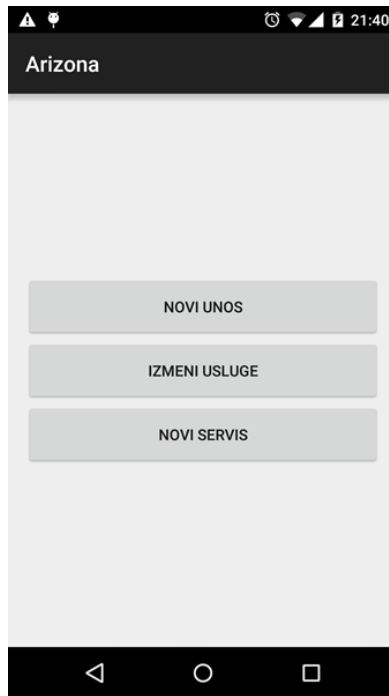 21:40
Arizona
NOVI UNOS
IZMENI USLUGE
NOVI SERVIS